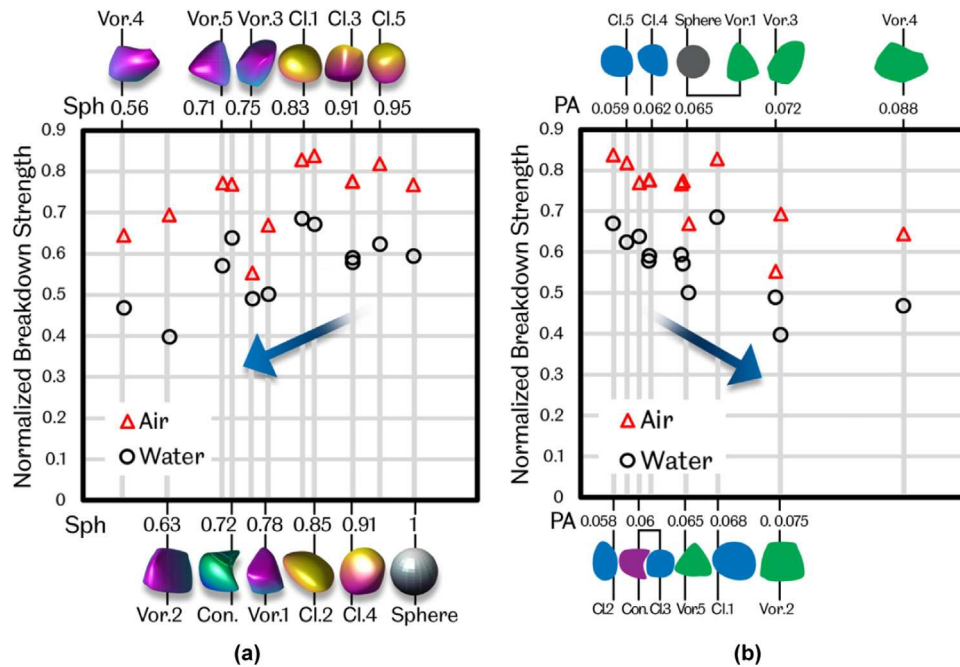 Vor.4 Vor.5 Vor.3 Cl.1 Cl.3 Cl.5
Sph 0.56 0.71 0.75 0.83 0.91 0.95
Normalized Breakdown Strength
0.9
0.8
0.7
0.6
0.5
0.4
0.3
0.2
0.1
0
Air
Water
Sph 0.63 0.72 0.78 0.85 0.91 1
Vor.2 Con. Vor.1 Cl.2 Cl.4 Sphere
(a)
Cl.5 Cl.4 Sphere Vor.1 Vor.3 Vor.4
PA 0.059 0.062 0.065 0.072 0.088
Normalized Breakdown Strength
0.9
0.8
0.7
0.6
0.5
0.4
0.3
0.2
0.1
0
Air
Water
PA 0.058 0.06 0.065 0.068 0.0.075
Cl.2 Con. Cl.3 Vor.5 Cl.1 Vor.2
(b)